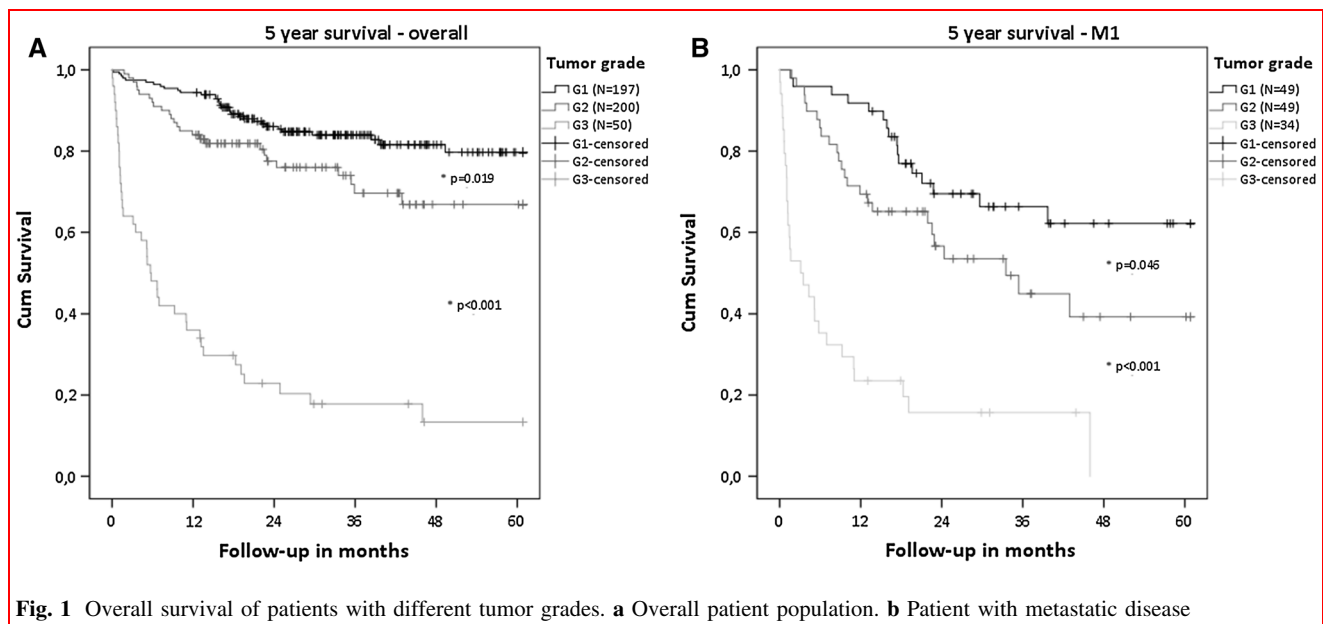 A
5 year survival - overall
Cum Survival
1,0
0,8
0,6
0,4
0,2
0,0
* p=0.019
* p<0.001
0 12 24 36 48 60
Follow-up in months
Tumor grade
G1 (N=197)
G2 (N=200)
G3 (N=50)
G1-censored
G2-censored
G3-censored
B
5 year survival - M1
Cum Survival
1,0
0,8
0,6
0,4
0,2
0,0
* p=0.046
* p<0.001
0 12 24 36 48 60
Follow-up in months
Tumor grade
G1 (N=49)
G2 (N=49)
G3 (N=34)
G1-censored
G2-censored
G3-censored
Fig. 1 Overall survival of patients with different tumor grades. a Overall patient population. b Patient with metastatic disease